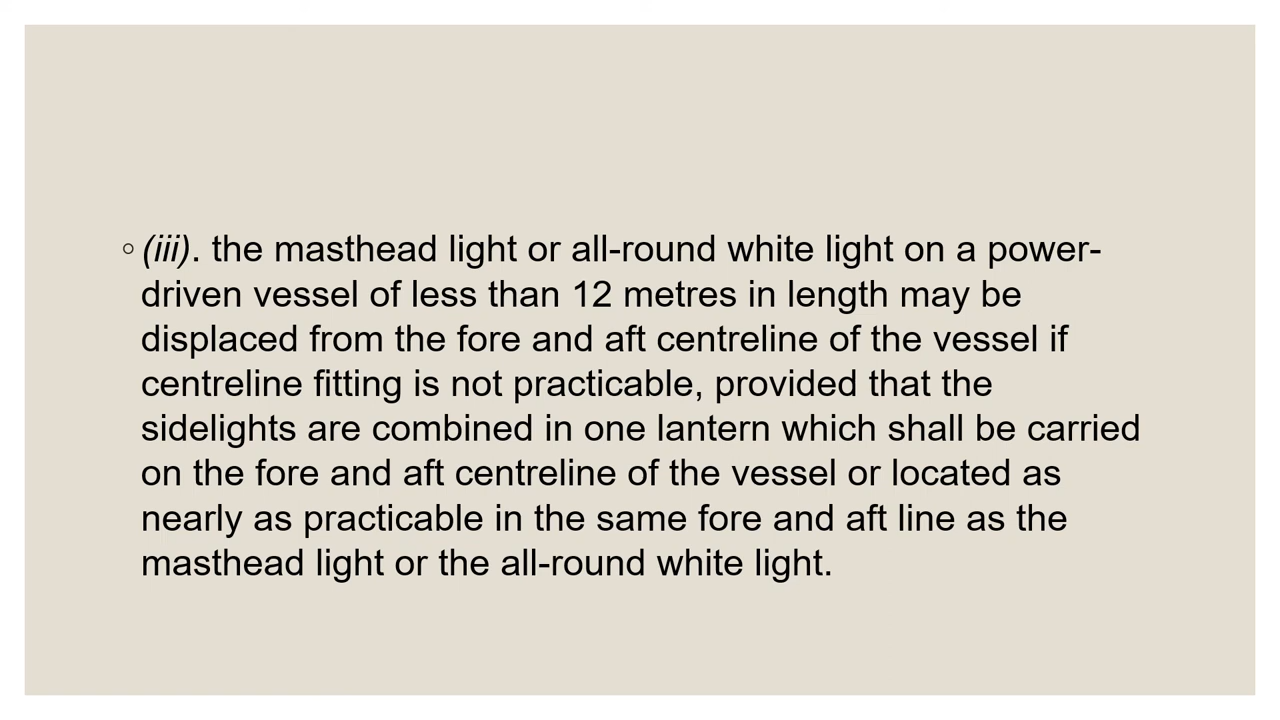 ◦ (iii). the masthead light or all-round white light on a power-
driven vessel of less than 12 metres in length may be
displaced from the fore and aft centreline of the vessel if
centreline fitting is not practicable, provided that the
sidelights are combined in one lantern which shall be carried
on the fore and aft centreline of the vessel or located as
nearly as practicable in the same fore and aft line as the
masthead light or the all-round white light.